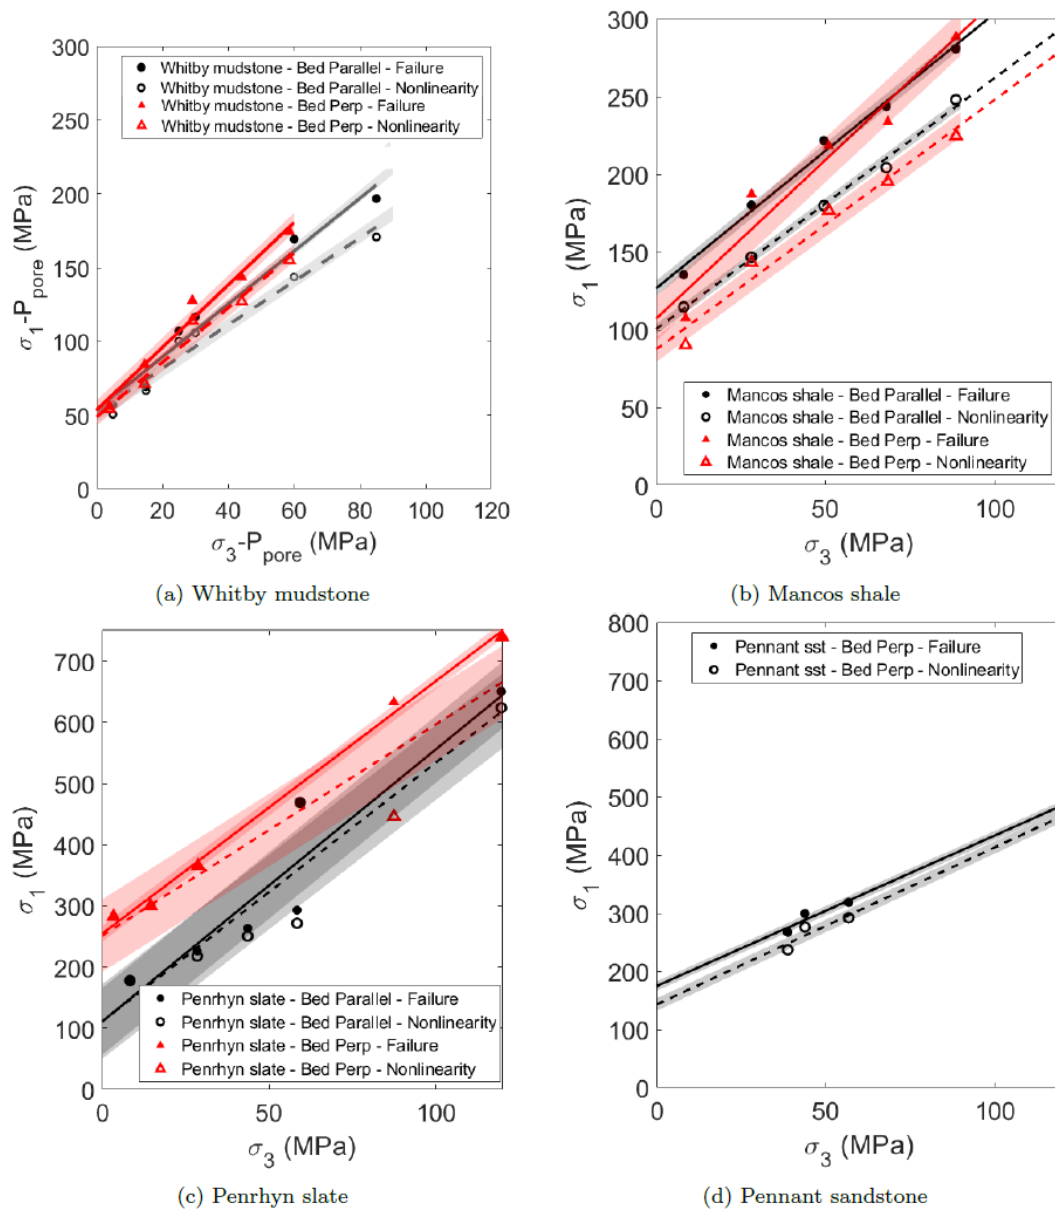 300
250
200
150
100
50
0
σ1-Ppore (MPa)
Whitby mudstone - Bed Parallel - Failure
Whitby mudstone - Bed Parallel - Nonlinearity
Whitby mudstone - Bed Perp - Failure
Whitby mudstone - Bed Perp - Nonlinearity
0 20 40 60 80 100 120
σ3-Ppore (MPa)
(a) Whitby mudstone
300
250
200
150
100
50
0
σ1 (MPa)
Mancos shale - Bed Parallel - Failure
Mancos shale - Bed Parallel - Nonlinearity
Mancos shale - Bed Perp - Failure
Mancos shale - Bed Perp - Nonlinearity
0 50 100
σ3 (MPa)
(b) Mancos shale
700
600
500
400
300
200
100
0
σ1 (MPa)
Penrhyn slate - Bed Parallel - Failure
Penrhyn slate - Bed Parallel - Nonlinearity
Penrhyn slate - Bed Perp - Failure
Penrhyn slate - Bed Perp - Nonlinearity
0 50 100
σ3 (MPa)
(c) Penrhyn slate
800
700
600
500
400
300
200
100
0
σ1 (MPa)
Pennant sst - Bed Perp - Failure
Pennant sst - Bed Perp - Nonlinearity
0 50 100
σ3 (MPa)
(d) Pennant sandstone